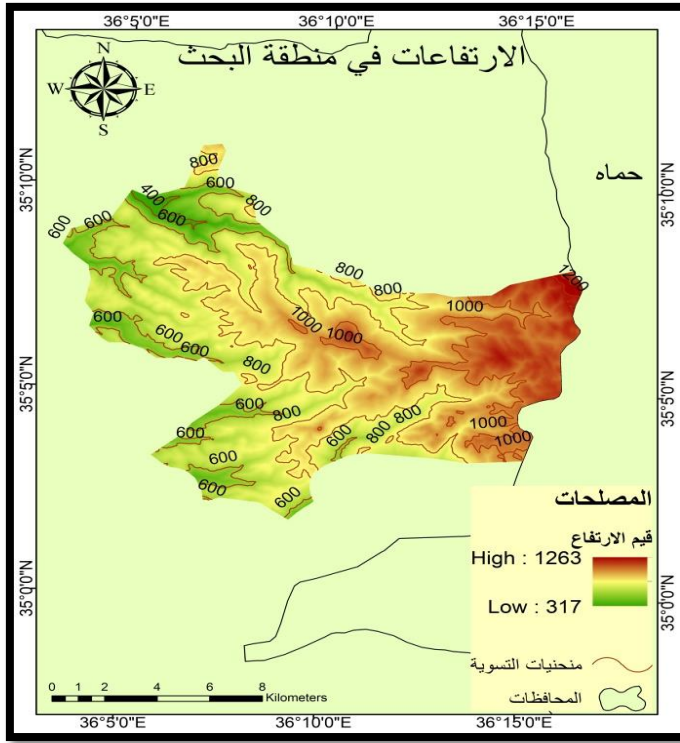 36°5'0"E 36°10'0"E 36°15'0"E
الارتفاعات في منطقة البحث
N
W E
S
35°10'0"N
35°10'0"N
حماه
800
600
400
600
800
600
600
800
800
1200
1000
1000
1000
600
600
600
800
35°5'0"N
35°5'0"N
600
800
800
600
800
1000
1000
600
600
600
المصلحات
قيم الارتفاع
High : 1263
Low : 317
35°0'0"N
35°0'0"N
منحنيات التسوية
المحافظات
0 1 2 4 6 8
Kilometers
36°5'0"E 36°10'0"E 36°15'0"E